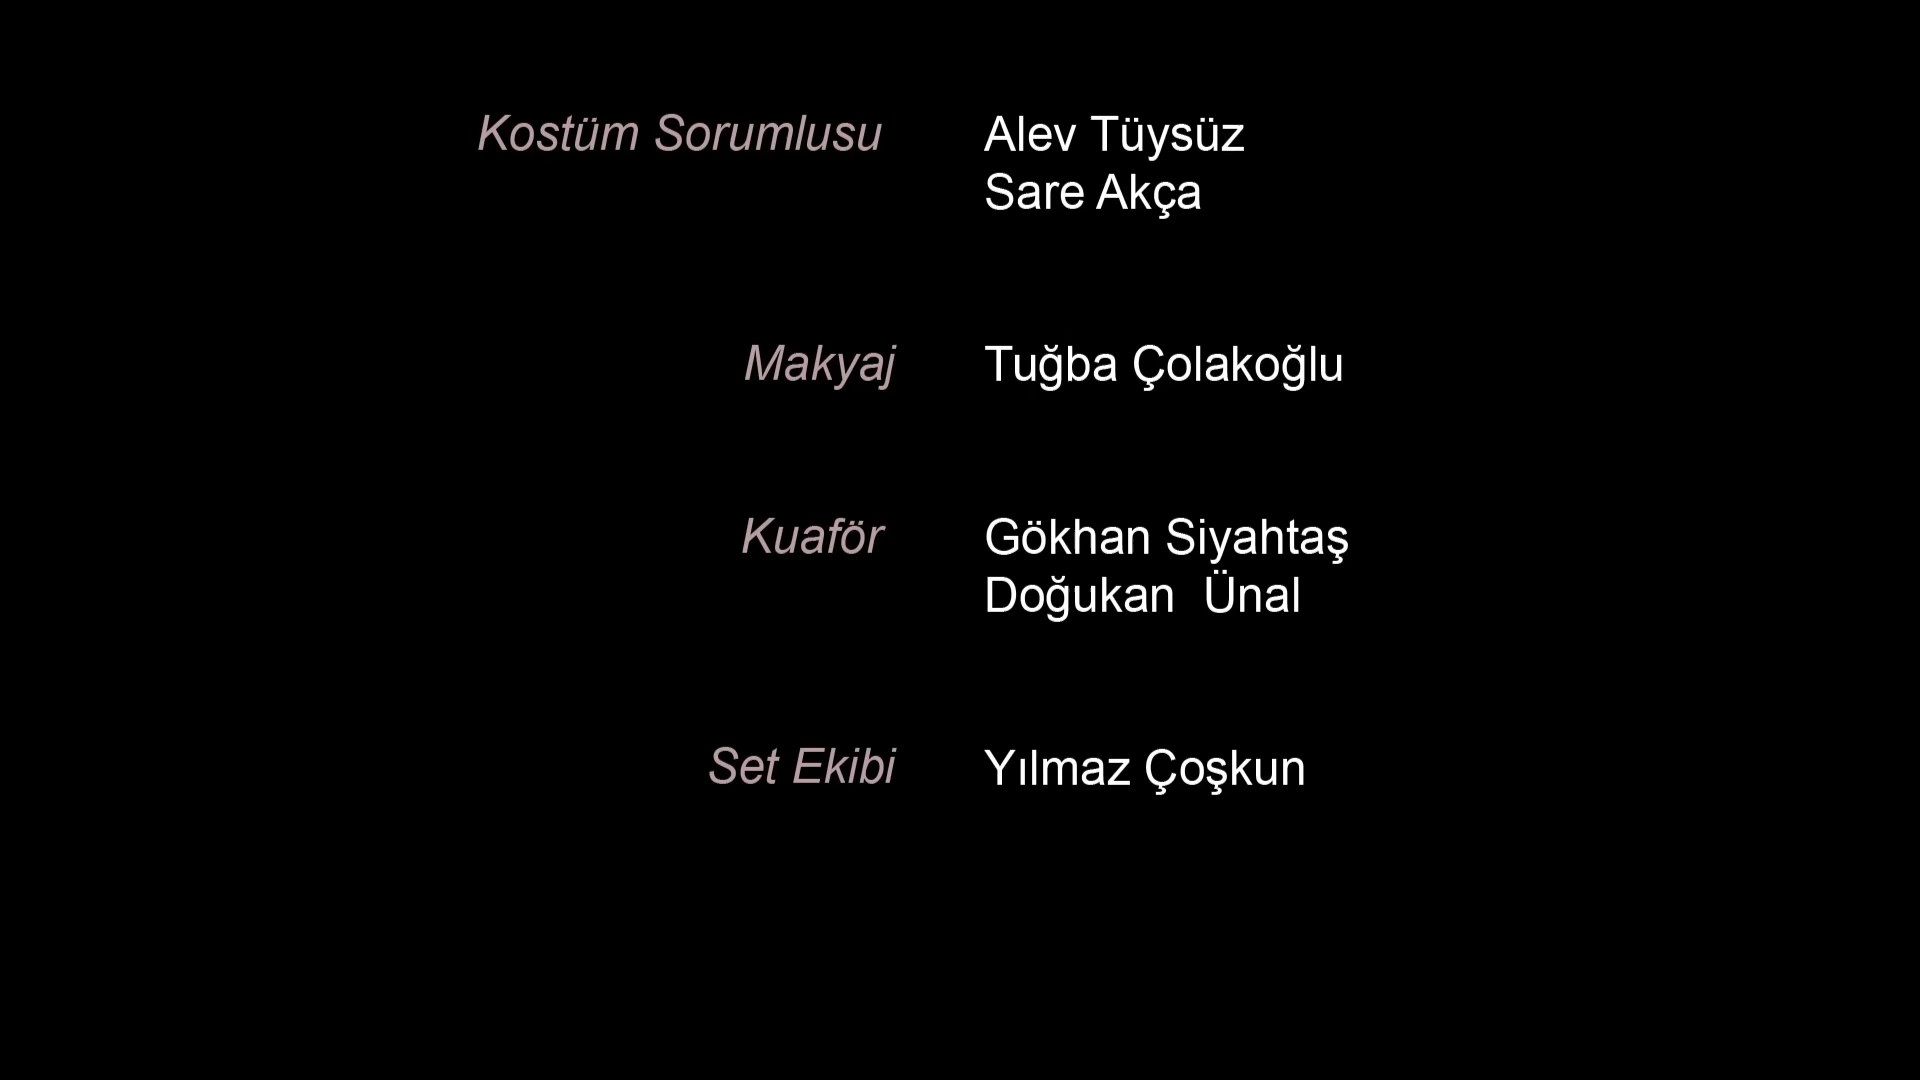 Kostüm Sorumlusu Alev Tüysüz
Sare Akça
Makyaj Tuğba Çolakoğlu
Kuaför Gökhan Siyahtaş
Doğukan Ünal
Set Ekibi Yılmaz Çoşkun